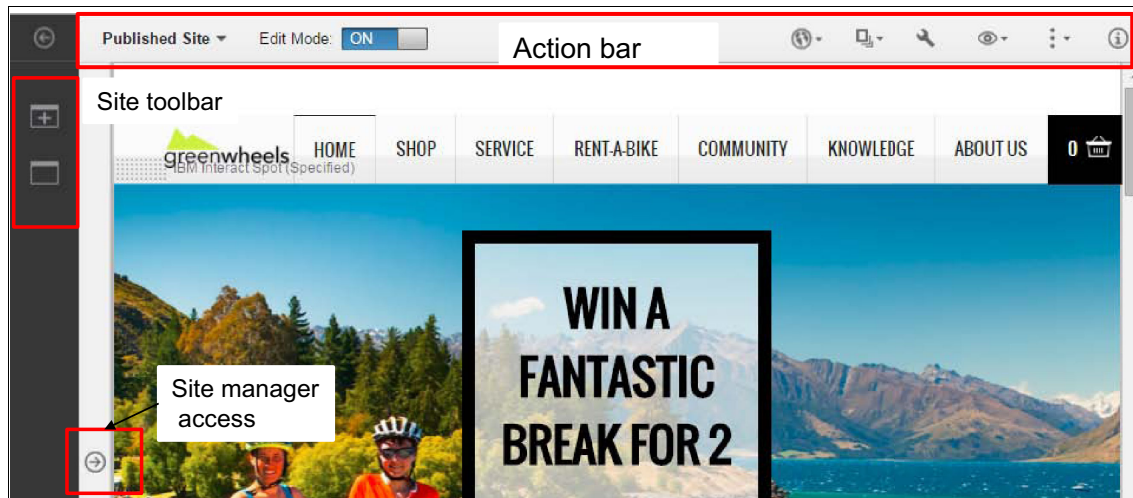 Published Site
Edit Mode:
ON
Action bar
Site toolbar
greenwheels
IBM Interact Spot (Specified)
HOME
SHOP
SERVICE
RENT-A-BIKE
COMMUNITY
KNOWLEDGE
ABOUT US
0
WIN A
FANTASTIC
BREAK FOR 2
Site manager
access